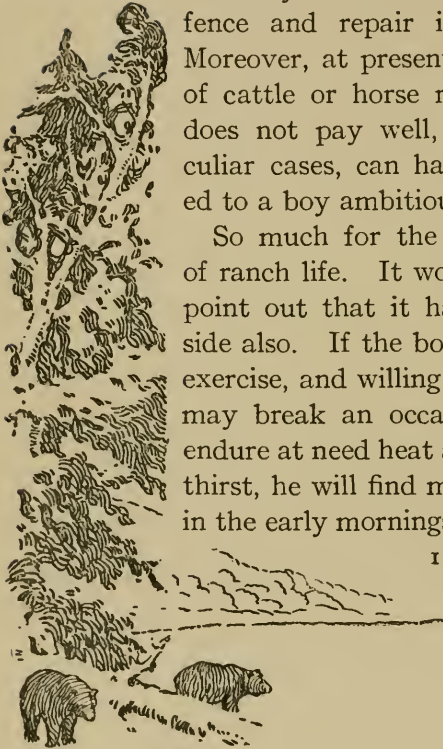 fence and repair i
Moreover, at present
of cattle or horse r
does not pay well,
culiar cases, can ha
ed to a boy ambitiou
So much for the
of ranch life. It wo
point out that it ha
side also. If the bo
exercise, and willing
may break an occa
endure at need heat
thirst, he will find m
in the early morning
I